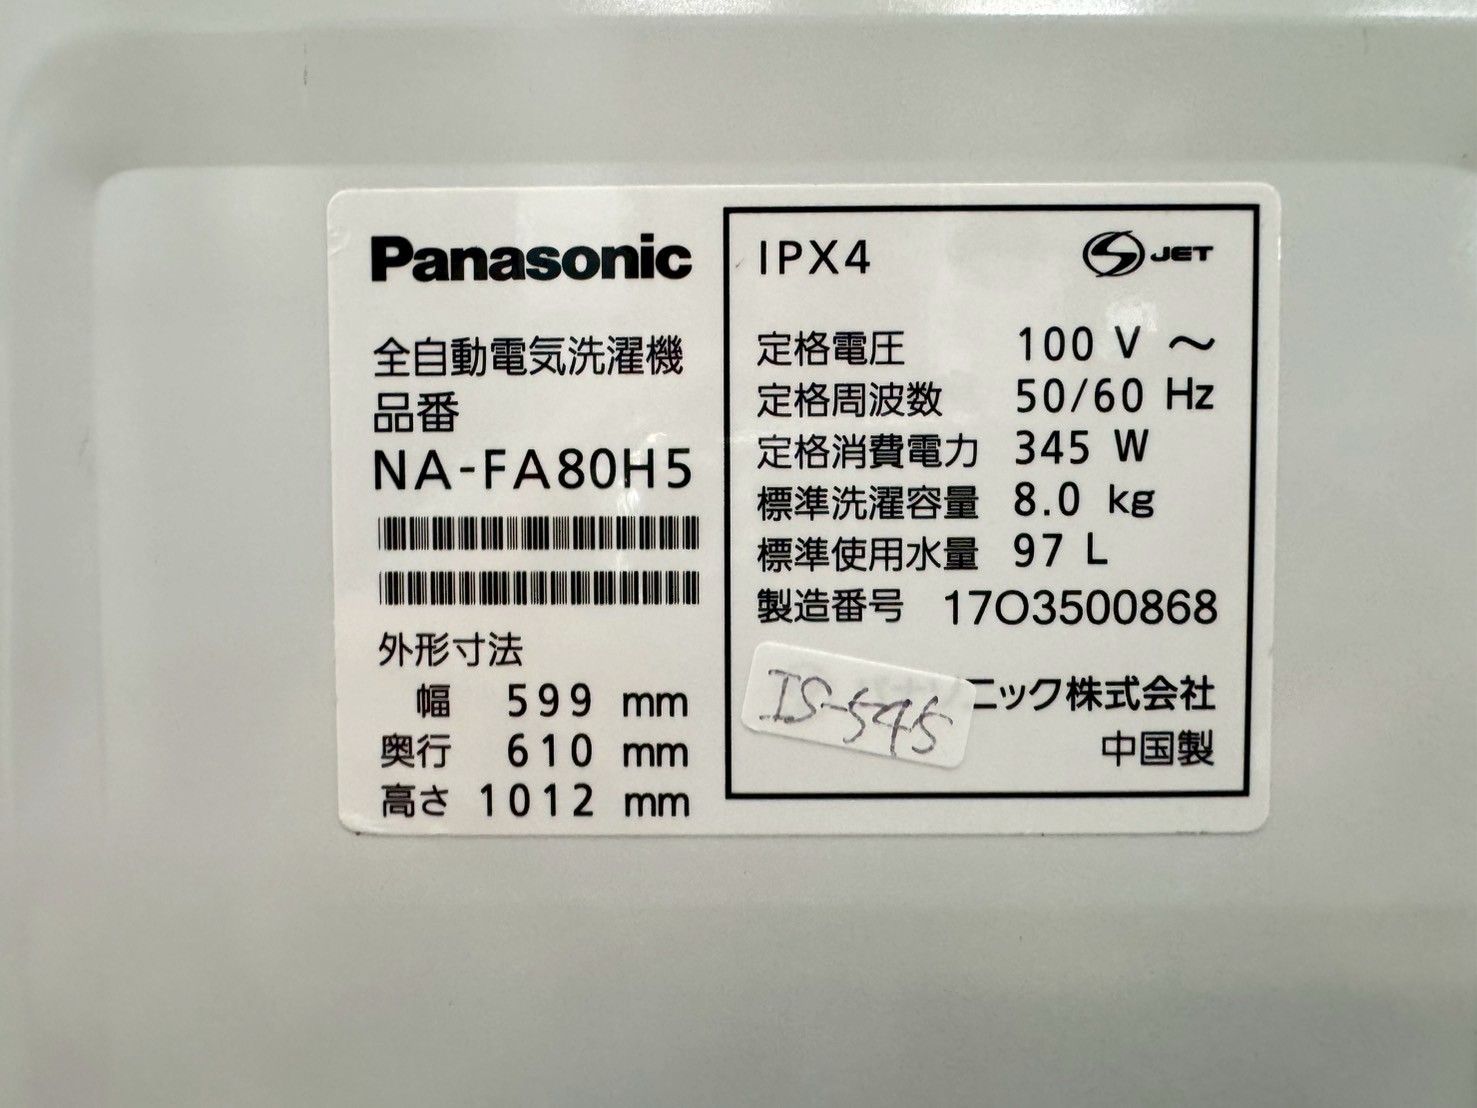 Panasonic
全自動電気洗濯機
品番
NA-FA80H5
外形寸法
幅 599 mm
奥行 610 mm
高さ 1012 mm
IPX4
S JET
定格電圧 100 V ～
定格周波数 50/60 Hz
定格消費電力 345 W
標準洗濯容量 8.0 kg
標準使用水量 97 L
製造番号 17O3500868
IS-545
ニック株式会社
中国製